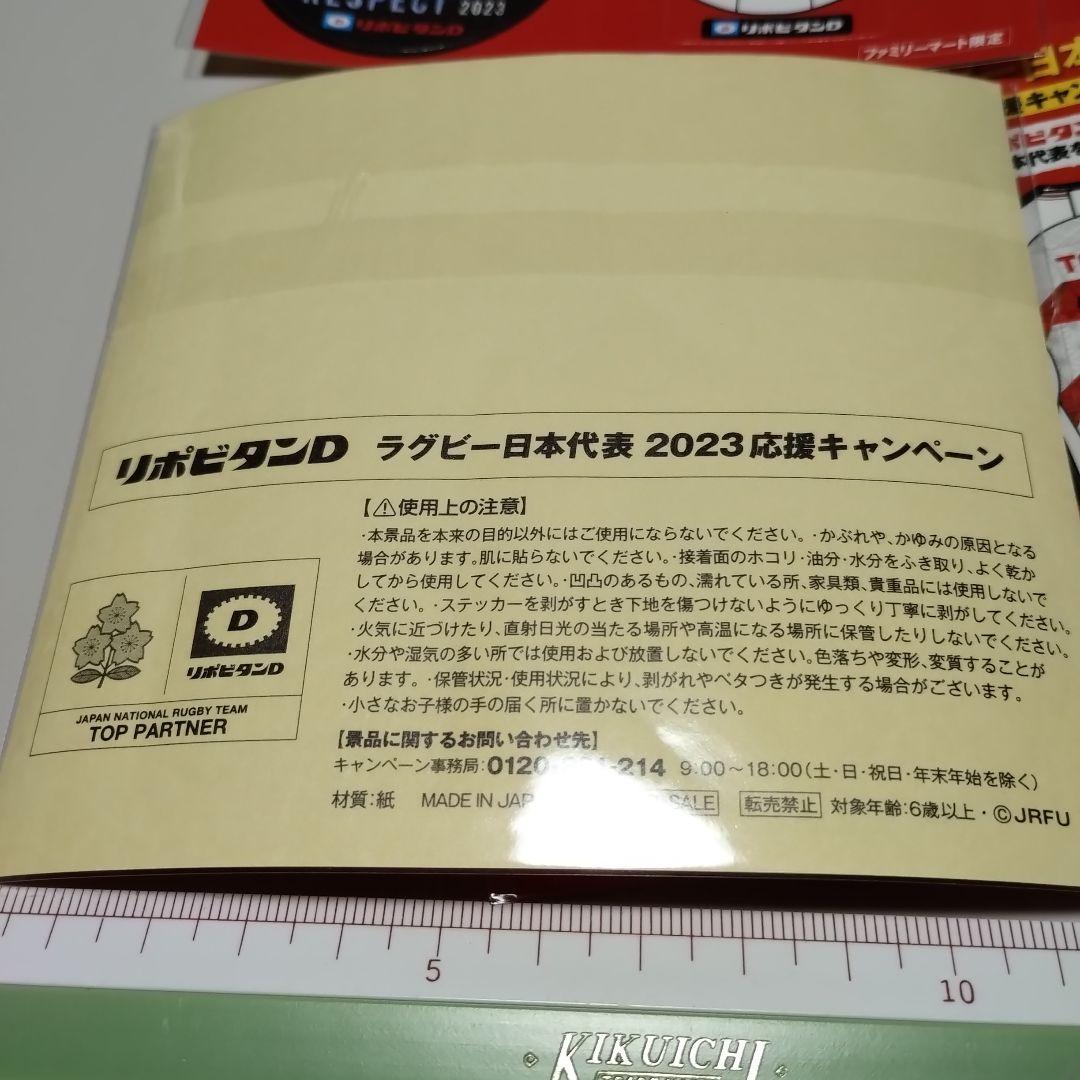 RESPECT 2023
リポビタンD
リポビタンD
ファミリーマート限定
リポビタンD ラグビー日本代表 2023応援キャンペーン
【⚠使用上の注意】
・本景品を本来の目的以外にはご使用にならないでください。・かぶれや、かゆみの原因となる
場合があります。肌に貼らないでください。・接着面のホコリ・油分・水分をふき取り、よく乾か
してから使用してください。・凹凸のあるもの、濡れている所、家具類、貴重品には使用しないで
ください。・ステッカーを剥がすとき下地を傷つけないようにゆっくり丁寧に剥がしてください。
・火気に近づけたり、直射日光の当たる場所や高温になる場所に保管したりしないでください。
・水分や湿気の多い所では使用および放置しないでください。色落ちや変形、変質することが
あります。・保管状況・使用状況により、剥がれやベタつきが発生する場合がございます。
・小さなお子様の手の届く所に置かないでください。
D
リポビタンD
JAPAN NATIONAL RUGBY TEAM
TOP PARTNER
【景品に関するお問い合わせ先】
キャンペーン事務局:0120 214 9:00～18:00(土・日・祝日・年末年始を除く)
材質:紙 MADE IN SALE 転売禁止 対象年齢:6歳以上・©JRFU
5
10
KIKUICHI